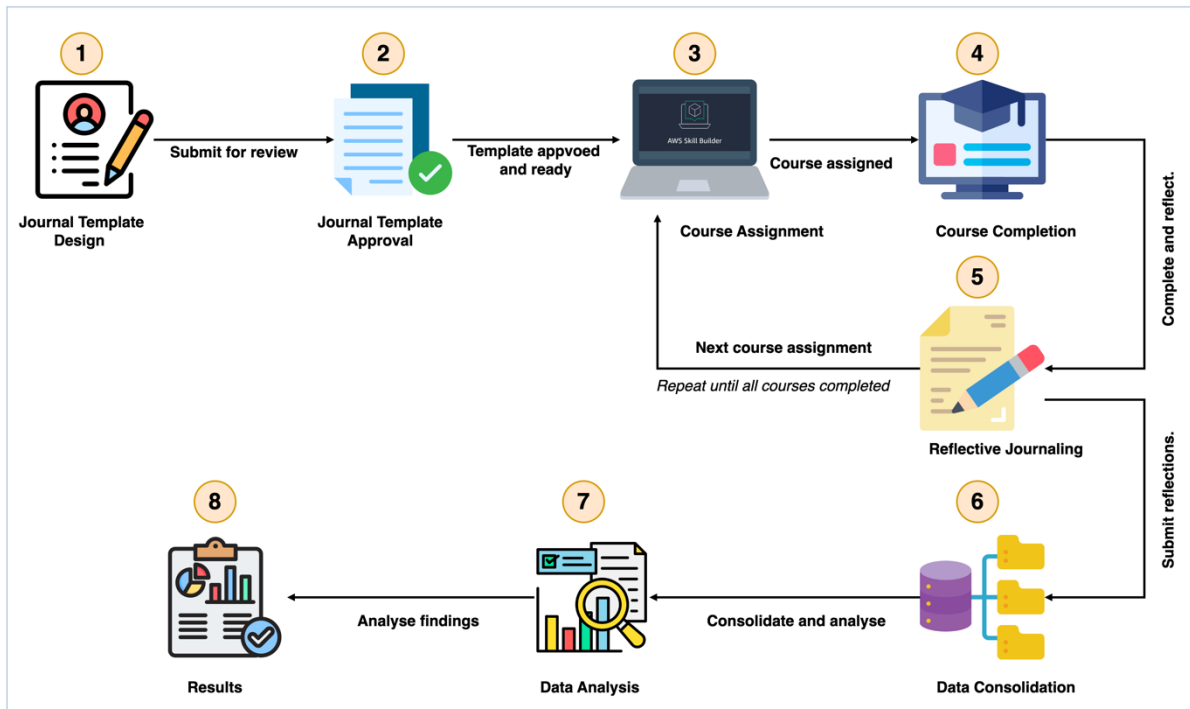 1
2
3
4
Submit for review
Template appvoed
and ready
AWS Skill Builder
Course assigned
Journal Template
Design
Journal Template
Approval
Course Assignment
Course Completion
Complete and reflect.
5
Next course assignment
Repeat until all courses completed
Reflective Journaling
Submit reflections.
8
7
6
Analyse findings
Consolidate and analyse
Results
Data Analysis
Data Consolidation